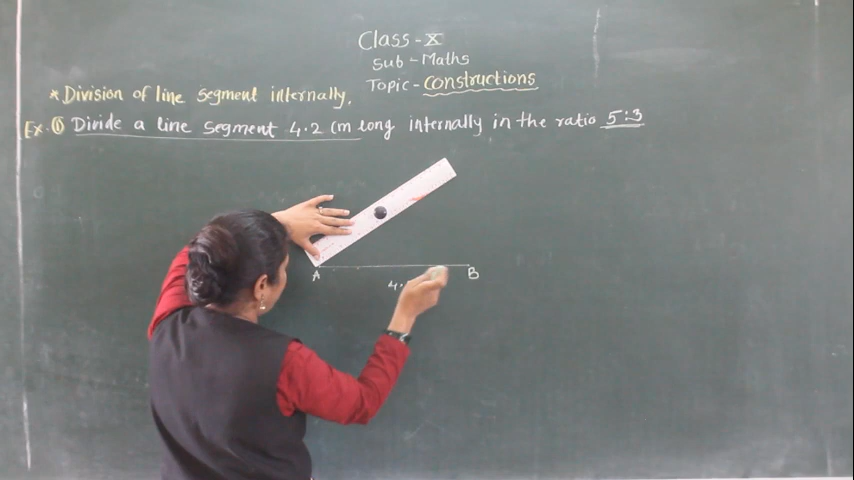 Class - X
Sub - Maths
Topic - Constructions
* Division of line segment internally.
Ex. ① Divide a line segment 4.2 Cm long internally in the ratio 5:3
A B
4.